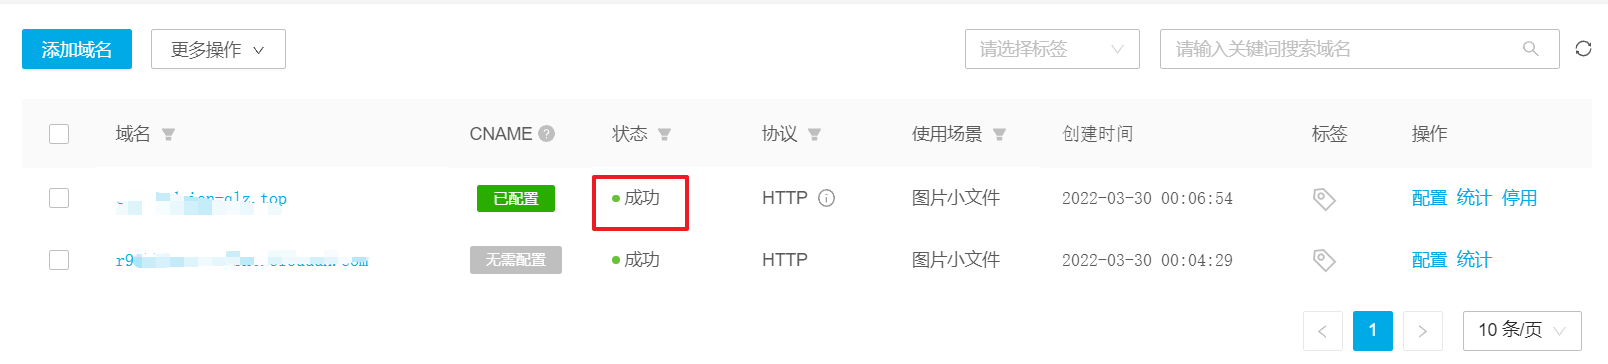 添加域名 更多操作 请选择标签 请输入关键词搜索域名
域名 CNAME ? 状态 协议 使用场景 创建时间 标签 操作
.top 已配置 成功 HTTP 图片小文件 2022-03-30 00:06:54 配置 统计 停用
无需配置 成功 HTTP 图片小文件 2022-03-30 00:04:29 配置 统计
< 1 > 10 条/页